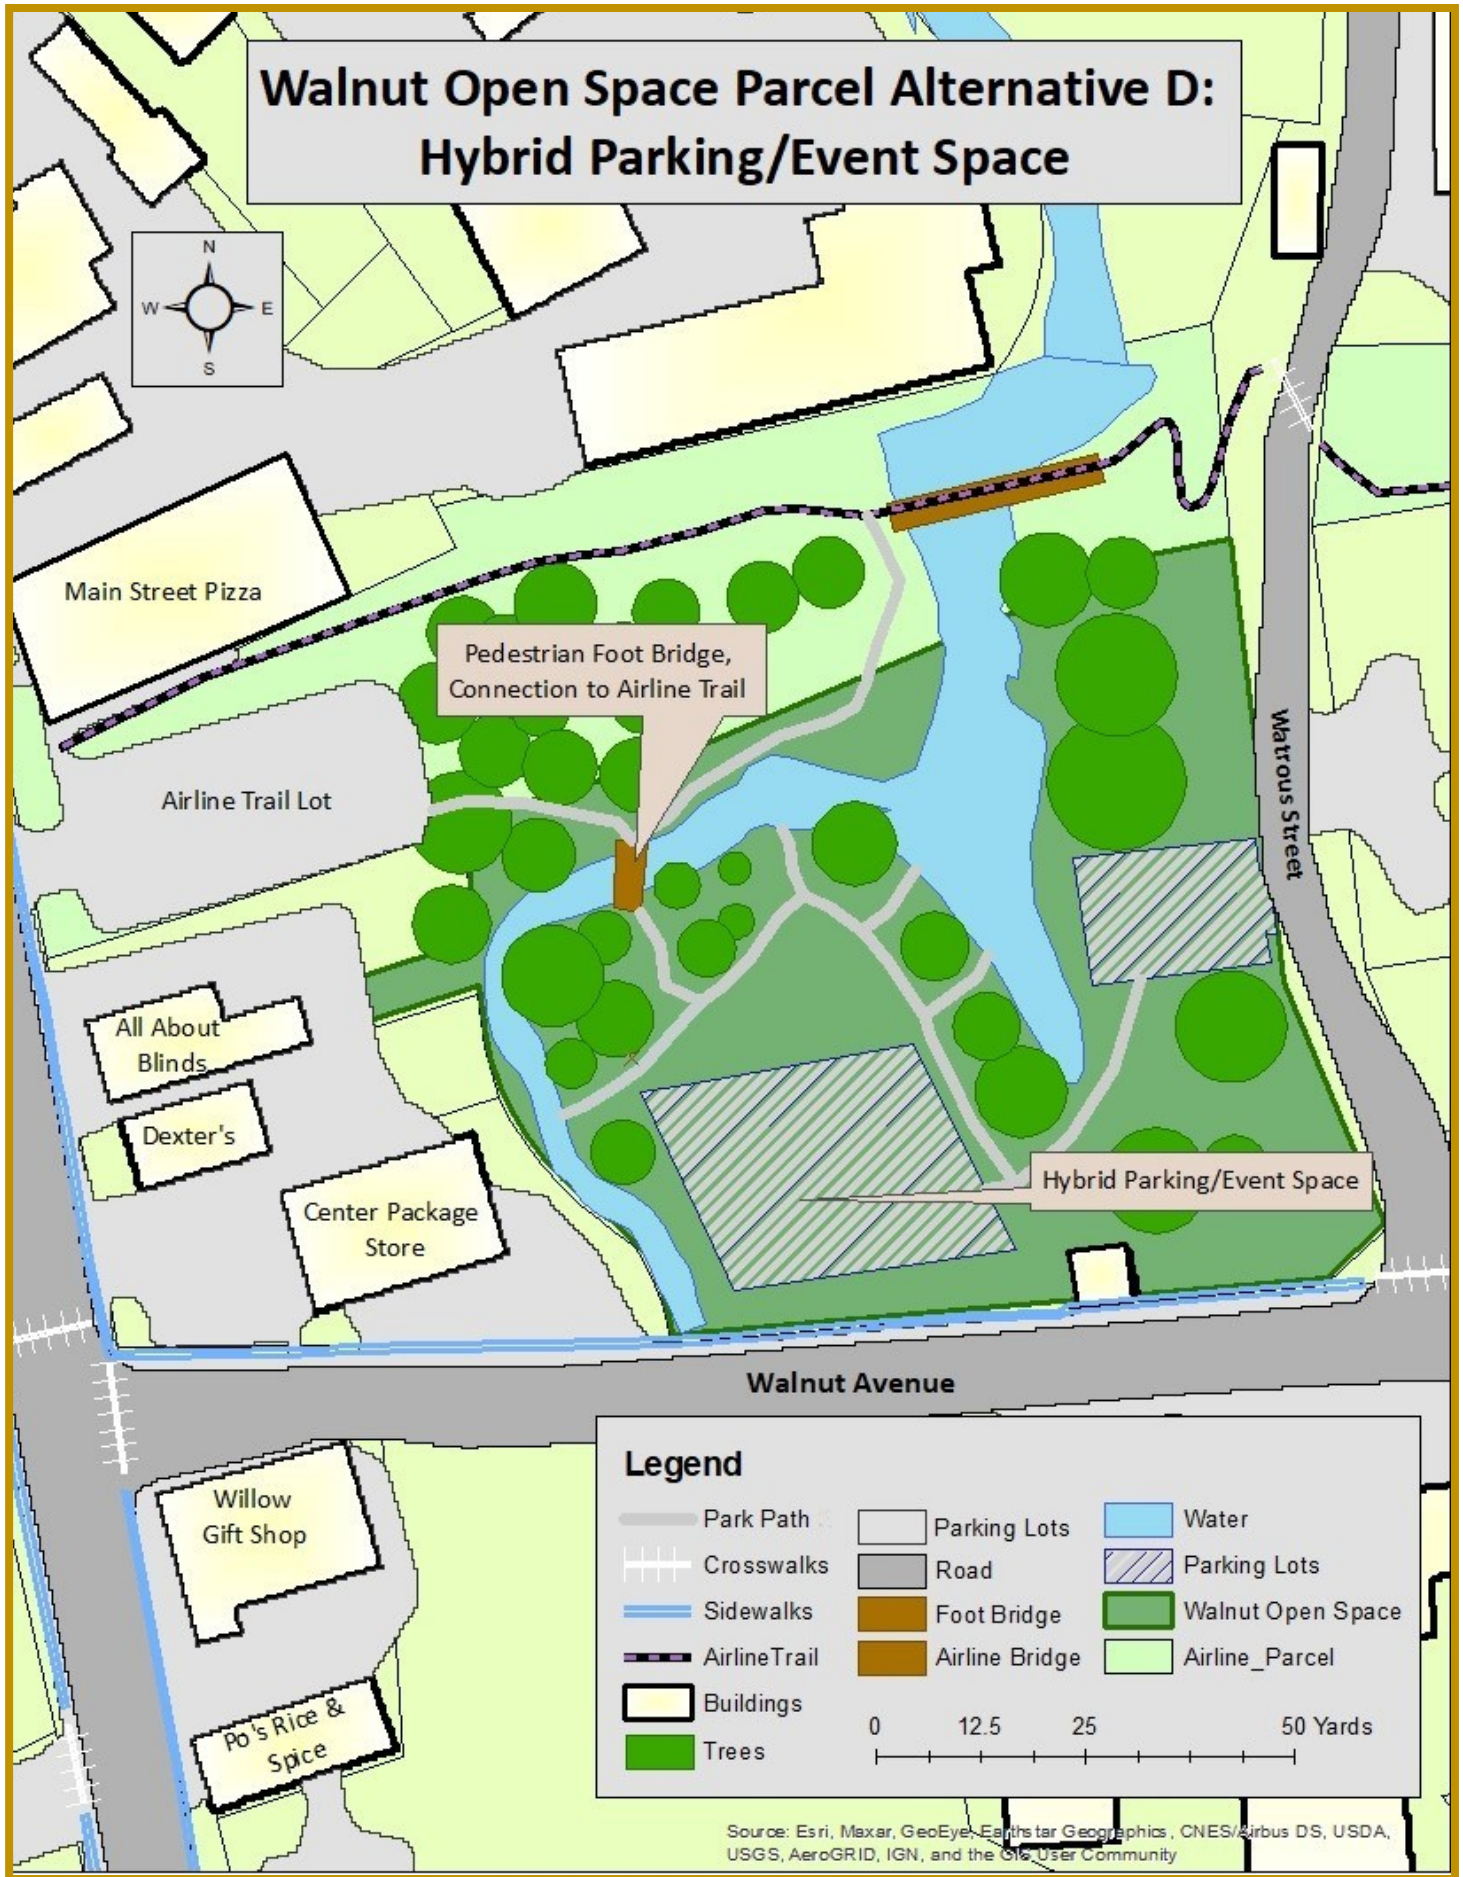 Walnut Open Space Parcel Alternative D:
Hybrid Parking/Event Space
N
W
E
S
Main Street Pizza
Pedestrian Foot Bridge,
Connection to Airline Trail
Airline Trail Lot
Watrous Street
All About
Blinds
Dexter's
Center Package
Store
Hybrid Parking/Event Space
Walnut Avenue
Willow
Gift Shop
Po's Rice &
Spice
Legend
Park Path
Crosswalks
Sidewalks
AirlineTrail
Buildings
Trees
Parking Lots
Road
Foot Bridge
Airline Bridge
Water
Parking Lots
Walnut Open Space
Airline_Parcel
0 12.5 25 50 Yards
Source: Esri, Maxar, GeoEye, Earthstar Geographics, CNES/Airbus DS, USDA,
USGS, AeroGRID, IGN, and the GIS User Community